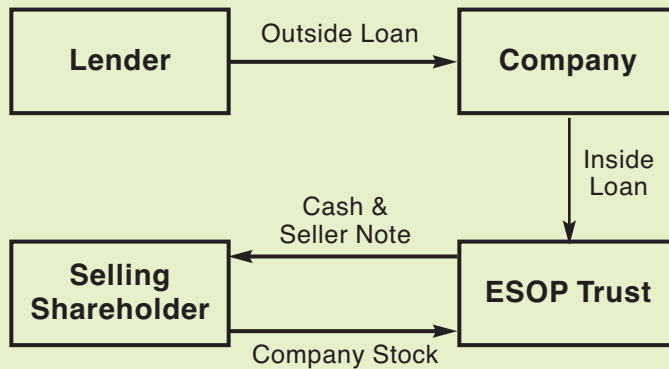 Outside Loan
Lender
Company
Inside
Loan
Cash &
Seller Note
Selling
Shareholder
ESOP Trust
Company Stock